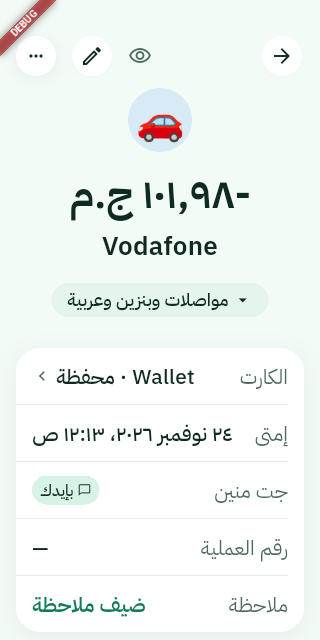 DEBUG
-١٠١,٩٨ ج.م
Vodafone
مواصلات وبنزين وعربية
الكارت Wallet · محفظة
إمتى ٢٤ نوفمبر ٢٠٢٦، ١٢:١٣ ص
جت منين بإيدك
رقم العملية —
ملاحظة ضيف ملاحظة